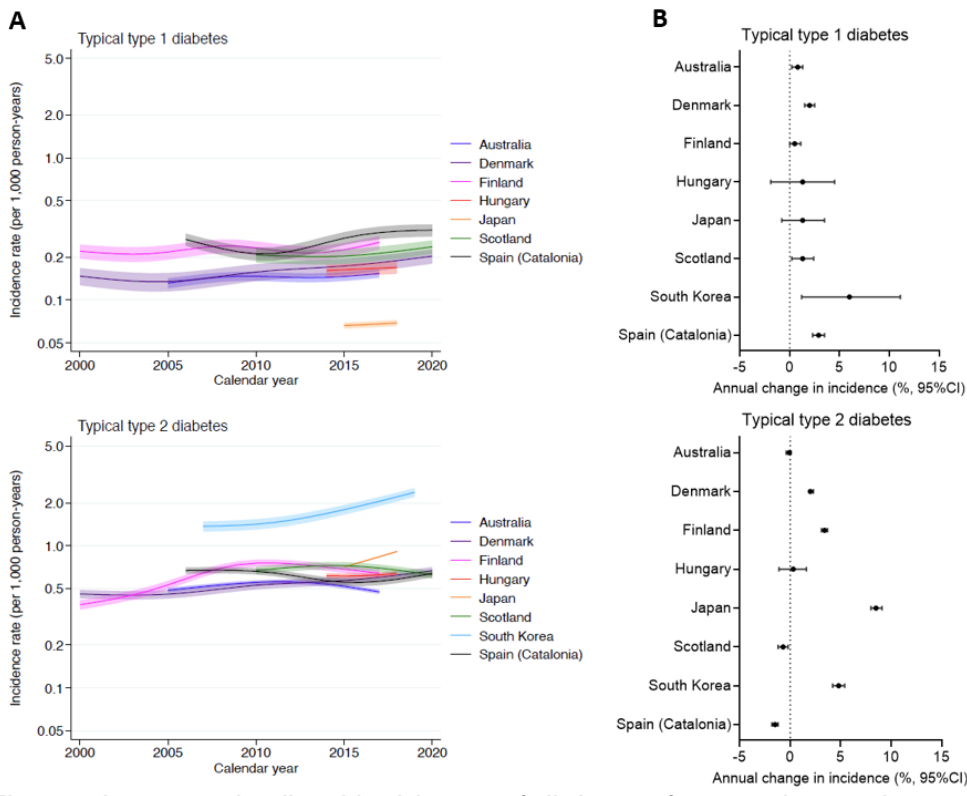 A
Typical type 1 diabetes
Incidence rate (per 1,000 person-years)
5.0
2.0
1.0
0.5
0.2
0.1
0.05
2000 2005 2010 2015 2020
Calendar year
Australia
Denmark
Finland
Hungary
Japan
Scotland
Spain (Catalonia)
B
Typical type 1 diabetes
Australia
Denmark
Finland
Hungary
Japan
Scotland
South Korea
Spain (Catalonia)
-5 0 5 10 15
Annual change in incidence (%, 95%CI)
Typical type 2 diabetes
Incidence rate (per 1,000 person-years)
5.0
2.0
1.0
0.5
0.2
0.1
0.05
2000 2005 2010 2015 2020
Calendar year
Australia
Denmark
Finland
Hungary
Japan
Scotland
South Korea
Spain (Catalonia)
Typical type 2 diabetes
Australia
Denmark
Finland
Hungary
Japan
Scotland
South Korea
Spain (Catalonia)
-5 0 5 10 15
Annual change in incidence (%, 95%CI)